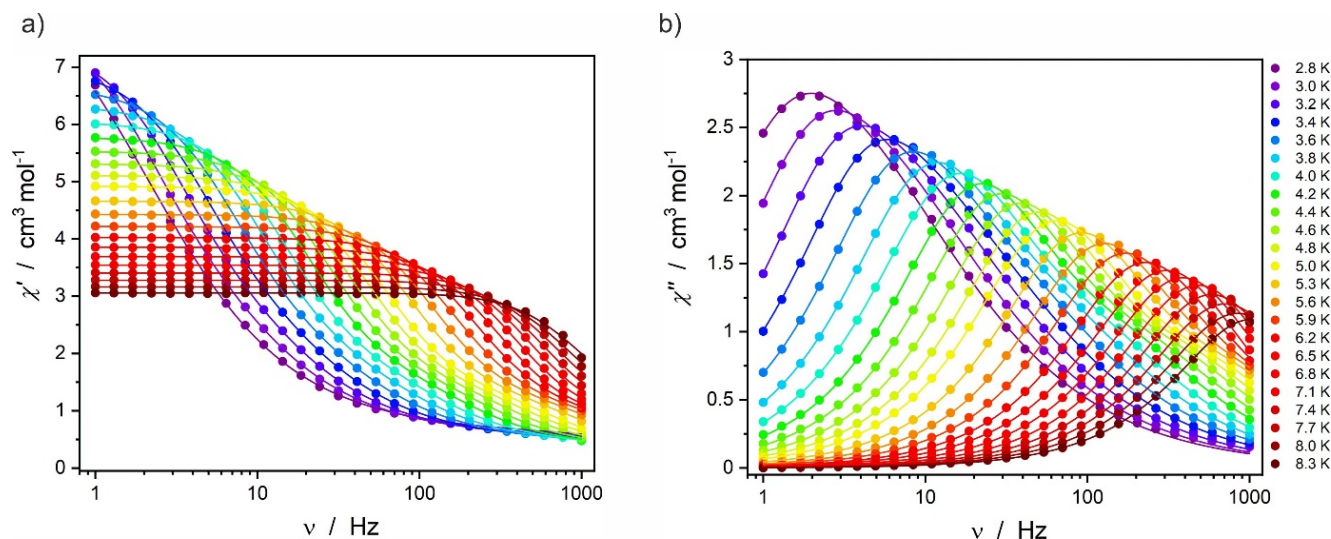 a)
7
6
5
4
3
2
1
0
χ′ / cm³ mol⁻¹
1
10
100
1000
ν / Hz
b)
3
2.5
2
1.5
1
0.5
0
χ″ / cm³ mol⁻¹
1
10
100
1000
ν / Hz
2.8 K
3.0 K
3.2 K
3.4 K
3.6 K
3.8 K
4.0 K
4.2 K
4.4 K
4.6 K
4.8 K
5.0 K
5.3 K
5.6 K
5.9 K
6.2 K
6.5 K
6.8 K
7.1 K
7.4 K
7.7 K
8.0 K
8.3 K